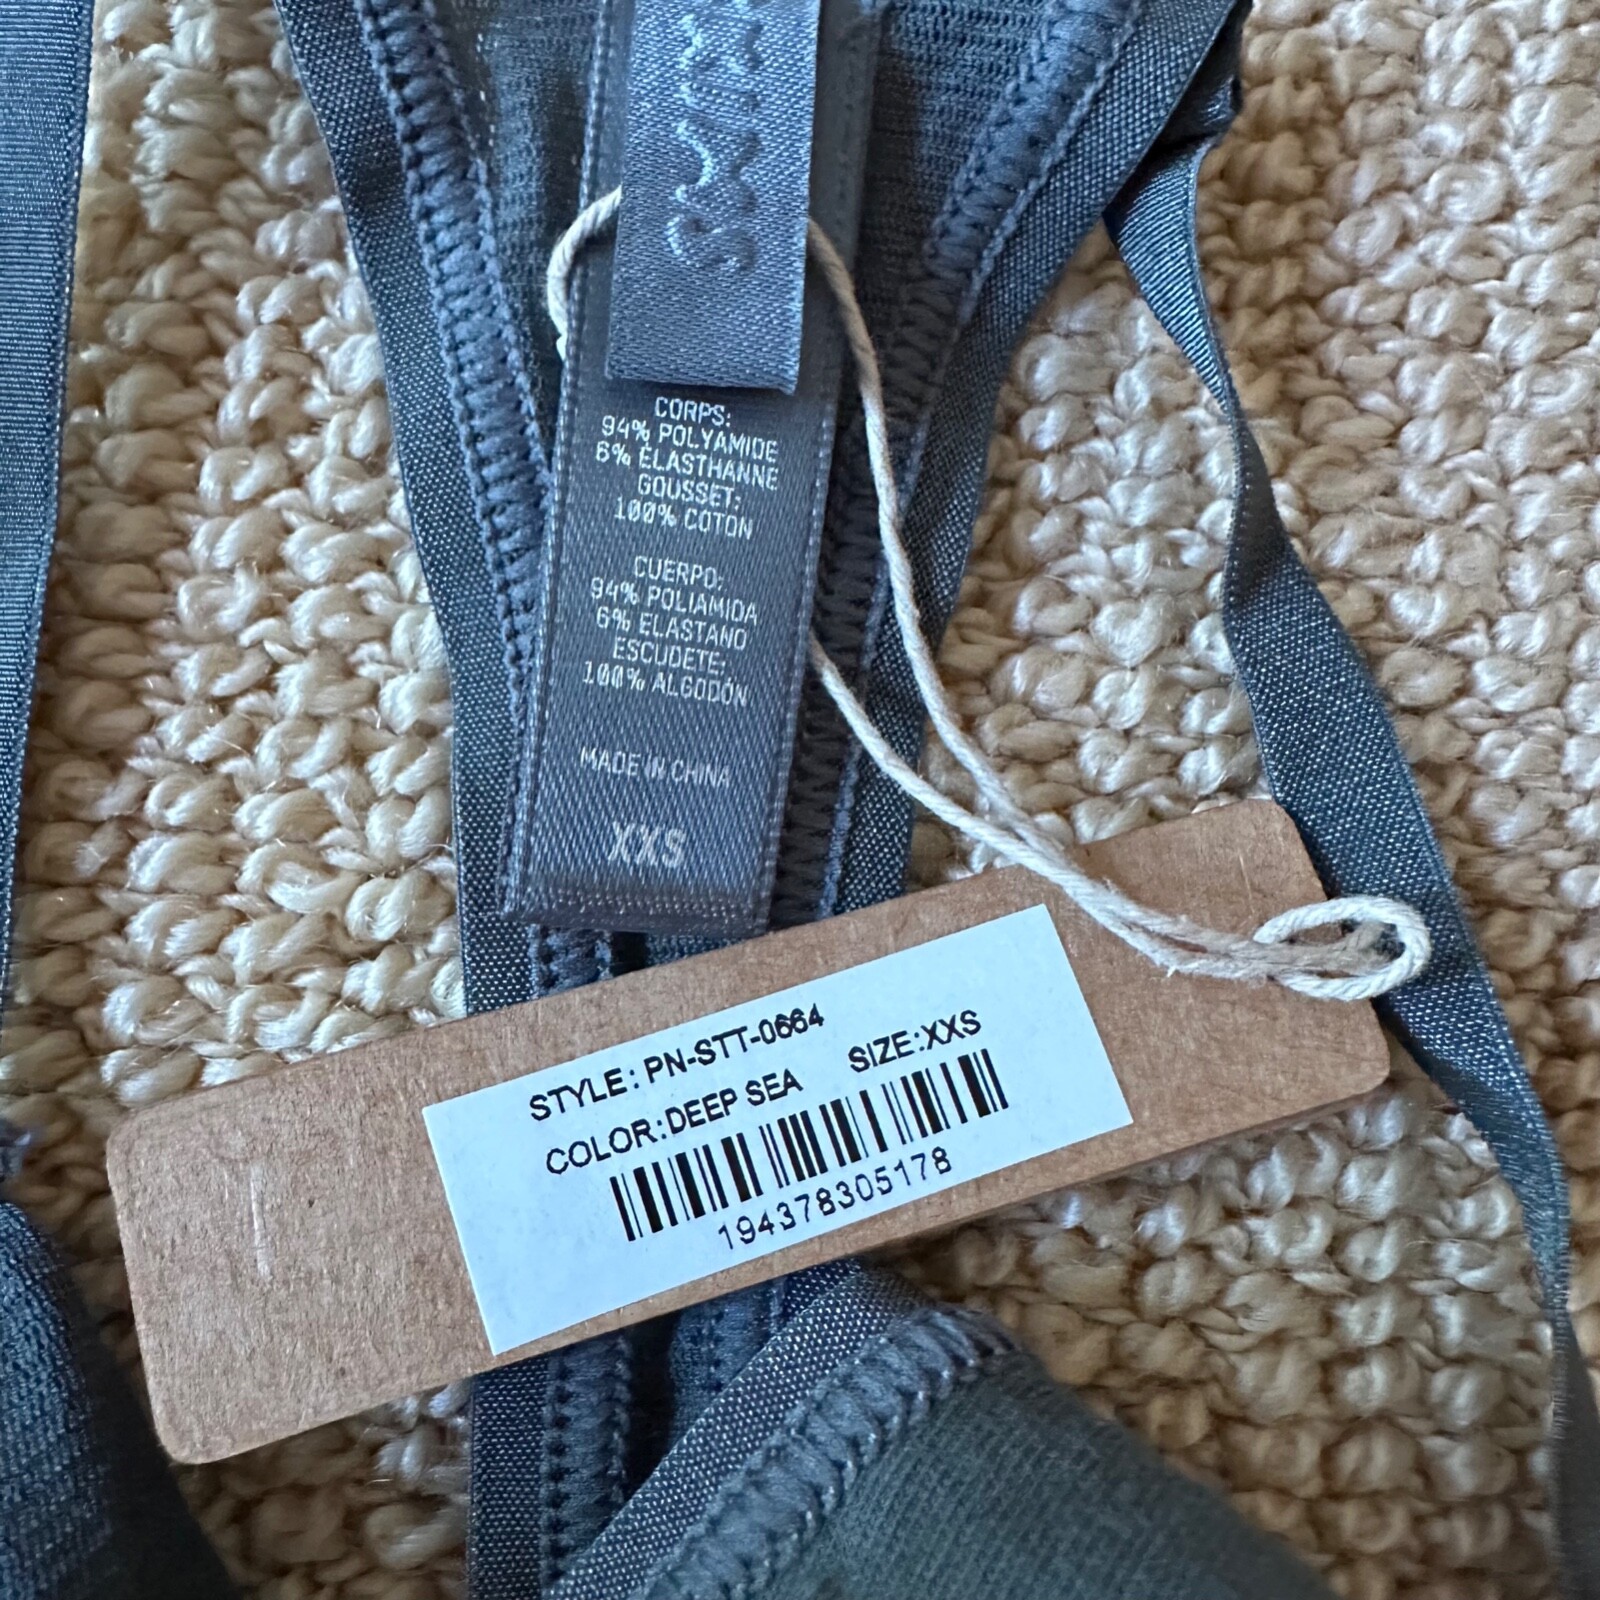 SKIMS
CORPS:
94% POLYAMIDE
6% ÉLASTHANNE
GOUSSET:
100% COTON
CUERPO:
94% POLIAMIDA
6% ELASTANO
ESCUDETE:
100% ALGODÓN
MADE IN CHINA
XXS
STYLE: PN-STT-0664
COLOR:DEEP SEA SIZE:XXS
194378305178